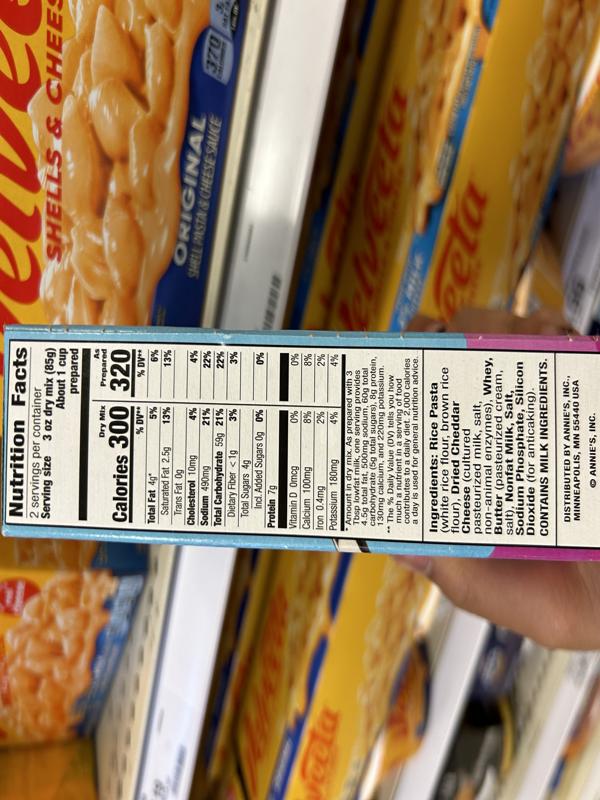 Nutrition Facts
2 servings per container
Serving size 3 oz dry mix (85g)
About 1 cup
prepared
Dry Mix As Prepared
Calories 300 320
% DV** % DV**
Total Fat 4g* 5% 6%
Saturated Fat 2.5g 13% 13%
Trans Fat 0g
Cholesterol 10mg 4% 4%
Sodium 490mg 21% 22%
Total Carbohydrate 59g 21% 22%
Dietary Fiber <1g 3% 3%
Total Sugars 4g
Incl. Added Sugars 0g 0% 0%
Protein 7g
Vitamin D 0mcg 0% 0%
Calcium 100mg 8% 8%
Iron 0.4mg 2% 2%
Potassium 180mg 4% 4%
* Amount in dry mix. As prepared with 3
Tbsp lowfat milk, one serving provides
4.5g total fat, 500mg sodium, 60g total
carbohydrate (5g total sugars), 8g protein,
130mg calcium, and 220mg potassium.
** The % Daily Value (DV) tells you how
much a nutrient in a serving of food
contributes to a daily diet. 2,000 calories
a day is used for general nutrition advice.
Ingredients: Rice Pasta
(white rice flour, brown rice
flour), Dried Cheddar
Cheese (cultured
pasteurized milk, salt,
non-animal enzymes), Whey,
Butter (pasteurized cream,
salt), Nonfat Milk, Salt,
Sodium Phosphate, Silicon
Dioxide (for anticaking).
CONTAINS MILK INGREDIENTS.
DISTRIBUTED BY ANNIE'S, INC.,
MINNEAPOLIS, MN 55440 USA
© ANNIE'S, INC.
SHELLS & CHEES
ORIGINAL
SHELL PASTA & CHEESE SAUCE
370
elveeta
eeta
veeta